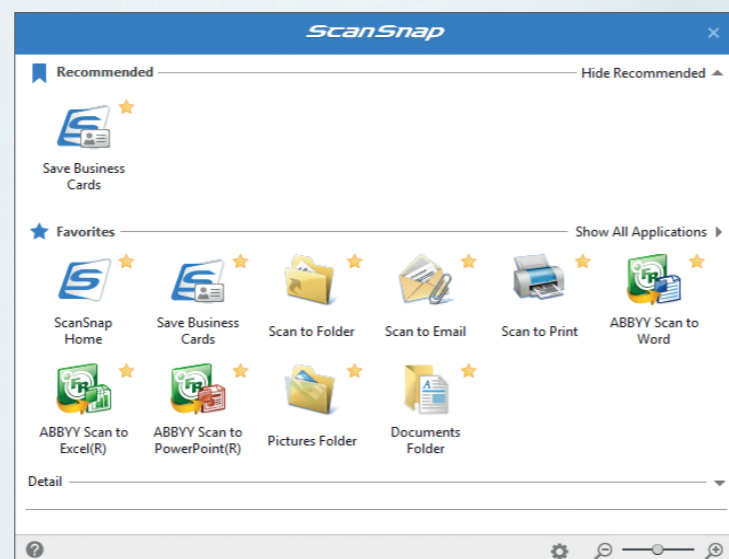 ScanSnap
Recommended
Hide Recommended
Save Business
Cards
Favorites
Show All Applications
ScanSnap
Home
Save Business
Cards
Scan to Folder
Scan to Email
Scan to Print
ABBYY Scan to
Word
ABBYY Scan to
Excel(R)
ABBYY Scan to
PowerPoint(R)
Pictures Folder
Documents
Folder
Detail